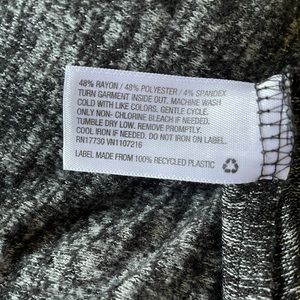 48% RAYON / 48% POLYESTER / 4% SPANDEX
TURN GARMENT INSIDE OUT. MACHINE WASH
COLD WITH LIKE COLORS. GENTLE CYCLE.
ONLY NON- CHLORINE BLEACH IF NEEDED.
TUMBLE DRY LOW. REMOVE PROMPTLY.
COOL IRON IF NEEDED. DO NOT IRON ON LABEL.
RN17730 VN1107216
LABEL MADE FROM 100% RECYCLED PLASTIC